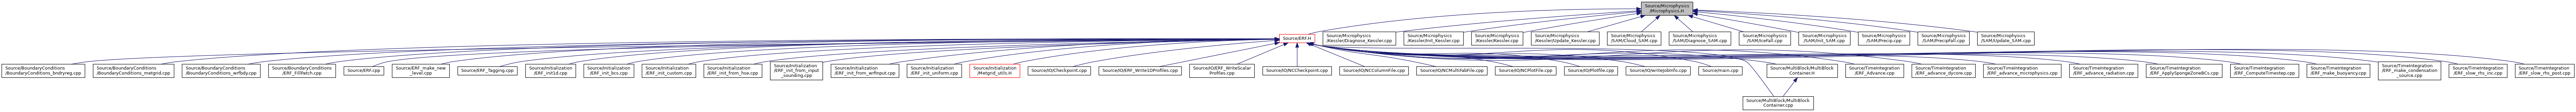 Source/Microphysics
/Microphysics.H
Source/ERF.H
Source/Microphysics
/Kessler/Diagnose_Kessler.cpp
Source/Microphysics
/Kessler/Init_Kessler.cpp
Source/Microphysics
/Kessler/Kessler.cpp
Source/Microphysics
/Kessler/Update_Kessler.cpp
Source/Microphysics
/SAM/Cloud_SAM.cpp
Source/Microphysics
/SAM/Diagnose_SAM.cpp
Source/Microphysics
/SAM/IceFall.cpp
Source/Microphysics
/SAM/Init_SAM.cpp
Source/Microphysics
/SAM/Precip.cpp
Source/Microphysics
/SAM/PrecipFall.cpp
Source/Microphysics
/SAM/Update_SAM.cpp
Source/BoundaryConditions
/BoundaryConditions_bndryreg.cpp
Source/BoundaryConditions
/BoundaryConditions_metgrid.cpp
Source/BoundaryConditions
/BoundaryConditions_wrfbdy.cpp
Source/BoundaryConditions
/ERF_FillPatch.cpp
Source/ERF.cpp
Source/ERF_make_new
_level.cpp
Source/ERF_Tagging.cpp
Source/Initialization
/ERF_init1d.cpp
Source/Initialization
/ERF_init_bcs.cpp
Source/Initialization
/ERF_init_custom.cpp
Source/Initialization
/ERF_init_from_hse.cpp
Source/Initialization
/ERF_init_from_input
_sounding.cpp
Source/Initialization
/ERF_init_from_wrfinput.cpp
Source/Initialization
/ERF_init_uniform.cpp
Source/Initialization
/Metgrid_utils.H
Source/IO/Checkpoint.cpp
Source/IO/ERF_Write1DProfiles.cpp
Source/IO/ERF_WriteScalar
Profiles.cpp
Source/IO/NCCheckpoint.cpp
Source/IO/NCColumnFile.cpp
Source/IO/NCMultiFabFile.cpp
Source/IO/NCPlotFile.cpp
Source/IO/Plotfile.cpp
Source/IO/writeJobInfo.cpp
Source/main.cpp
Source/MultiBlock/MultiBlock
Container.H
Source/TimeIntegration
/ERF_Advance.cpp
Source/TimeIntegration
/ERF_advance_dycore.cpp
Source/TimeIntegration
/ERF_advance_microphysics.cpp
Source/TimeIntegration
/ERF_advance_radiation.cpp
Source/TimeIntegration
/ERF_ApplySpongeZoneBCs.cpp
Source/TimeIntegration
/ERF_ComputeTimestep.cpp
Source/TimeIntegration
/ERF_make_buoyancy.cpp
Source/TimeIntegration
/ERF_make_condensation
_source.cpp
Source/TimeIntegration
/ERF_slow_rhs_inc.cpp
Source/TimeIntegration
/ERF_slow_rhs_post.cpp
Source/MultiBlock/MultiBlock
Container.cpp